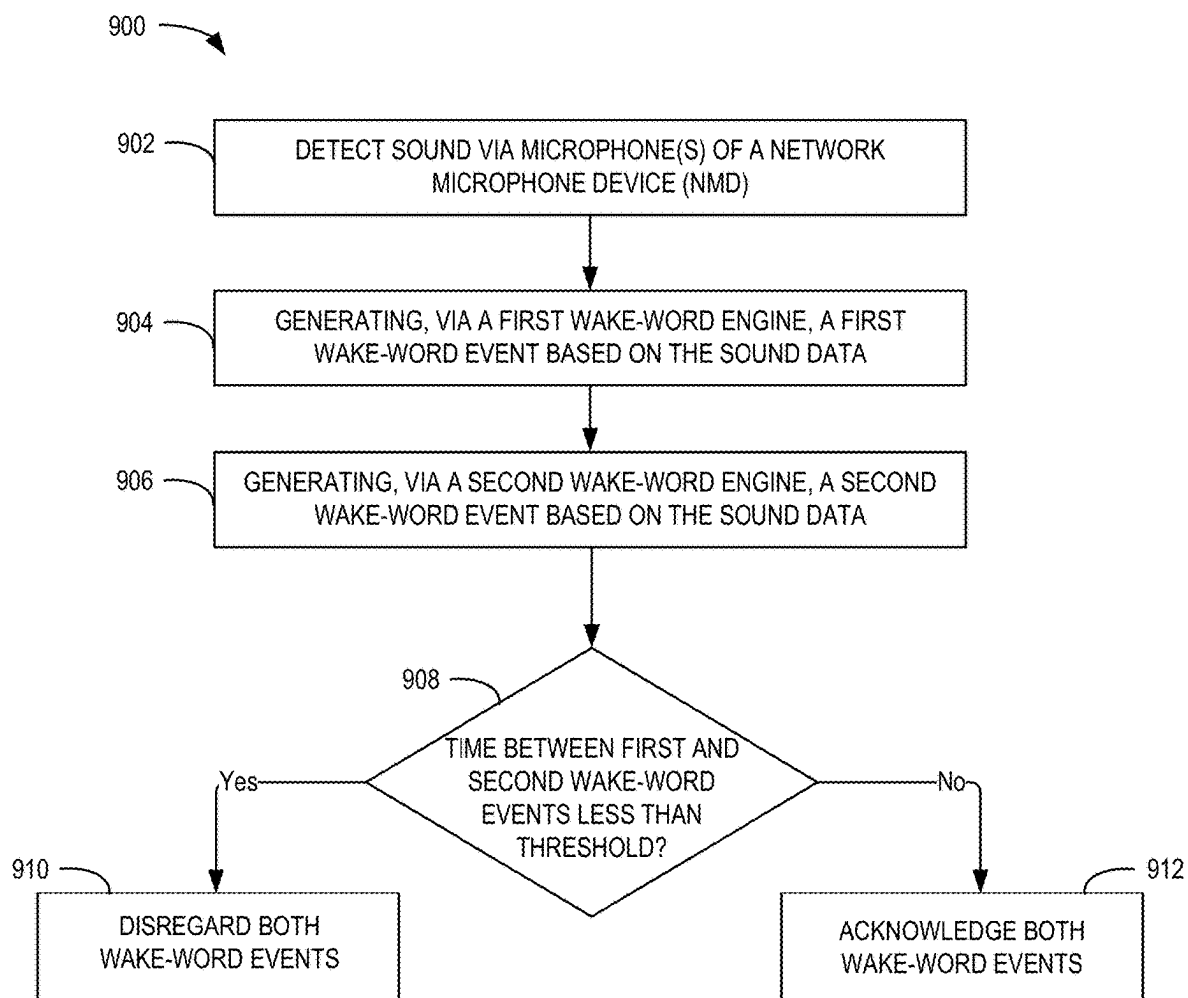 900
902
DETECT SOUND VIA MICROPHONE(S) OF A NETWORK
MICROPHONE DEVICE (NMD)
904
GENERATING, VIA A FIRST WAKE-WORD ENGINE, A FIRST
WAKE-WORD EVENT BASED ON THE SOUND DATA
906
GENERATING, VIA A SECOND WAKE-WORD ENGINE, A SECOND
WAKE-WORD EVENT BASED ON THE SOUND DATA
908
TIME BETWEEN FIRST AND
SECOND WAKE-WORD
EVENTS LESS THAN
THRESHOLD?
Yes
No
910
DISREGARD BOTH
WAKE-WORD EVENTS
912
ACKNOWLEDGE BOTH
WAKE-WORD EVENTS